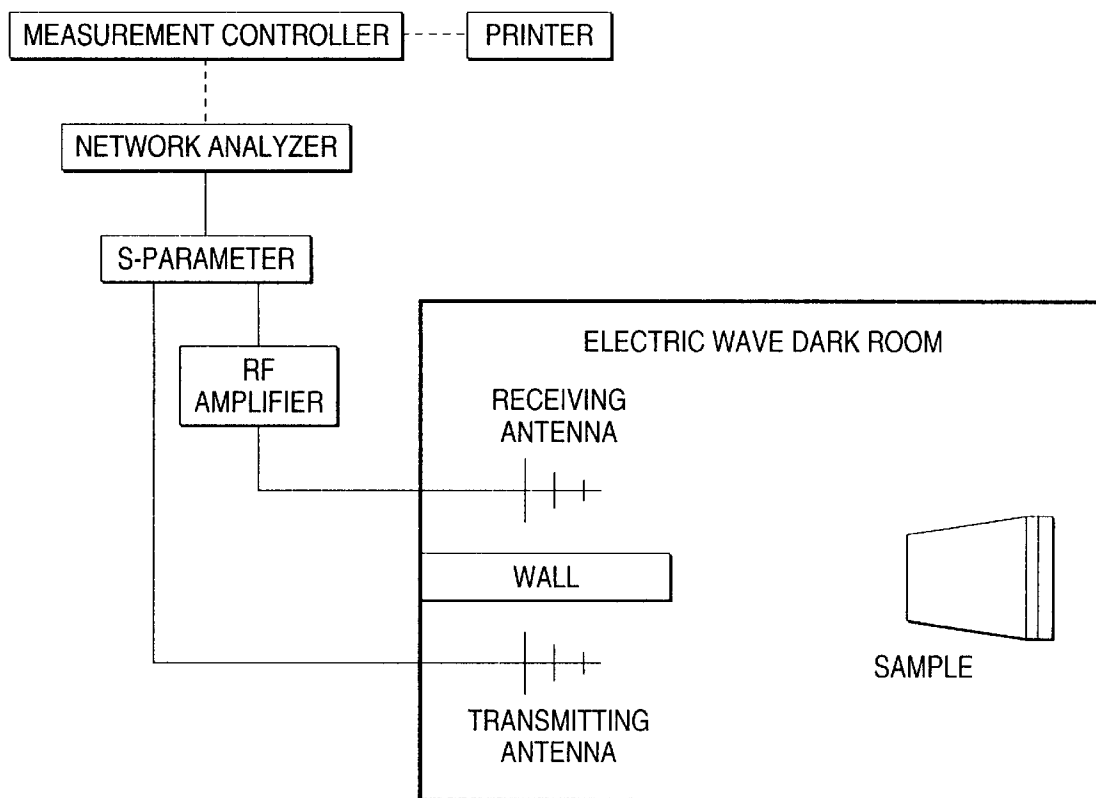 MEASUREMENT CONTROLLER
PRINTER
NETWORK ANALYZER
S-PARAMETER
RF
AMPLIFIER
ELECTRIC WAVE DARK ROOM
RECEIVING
ANTENNA
WALL
SAMPLE
TRANSMITTING
ANTENNA